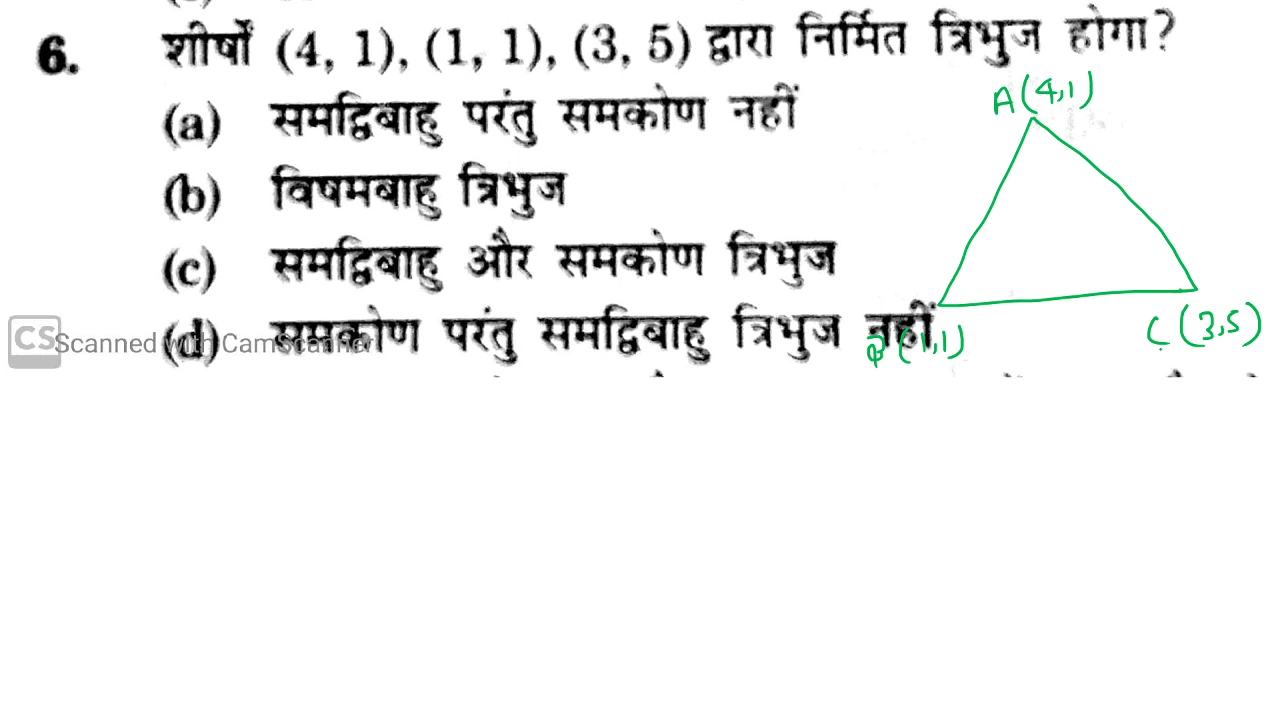 6. शीर्षों (4, 1), (1, 1), (3, 5) द्वारा निर्मित त्रिभुज होगा?
A(4,1)
(a) समद्विबाहु परंतु समकोण नहीं
(b) विषमबाहु त्रिभुज
(c) समद्विबाहु और समकोण त्रिभुज
(d) समकोण परंतु समद्विबाहु त्रिभुज नहीं
B(1,1)
C(3,5)
CS Scanned with CamScanner